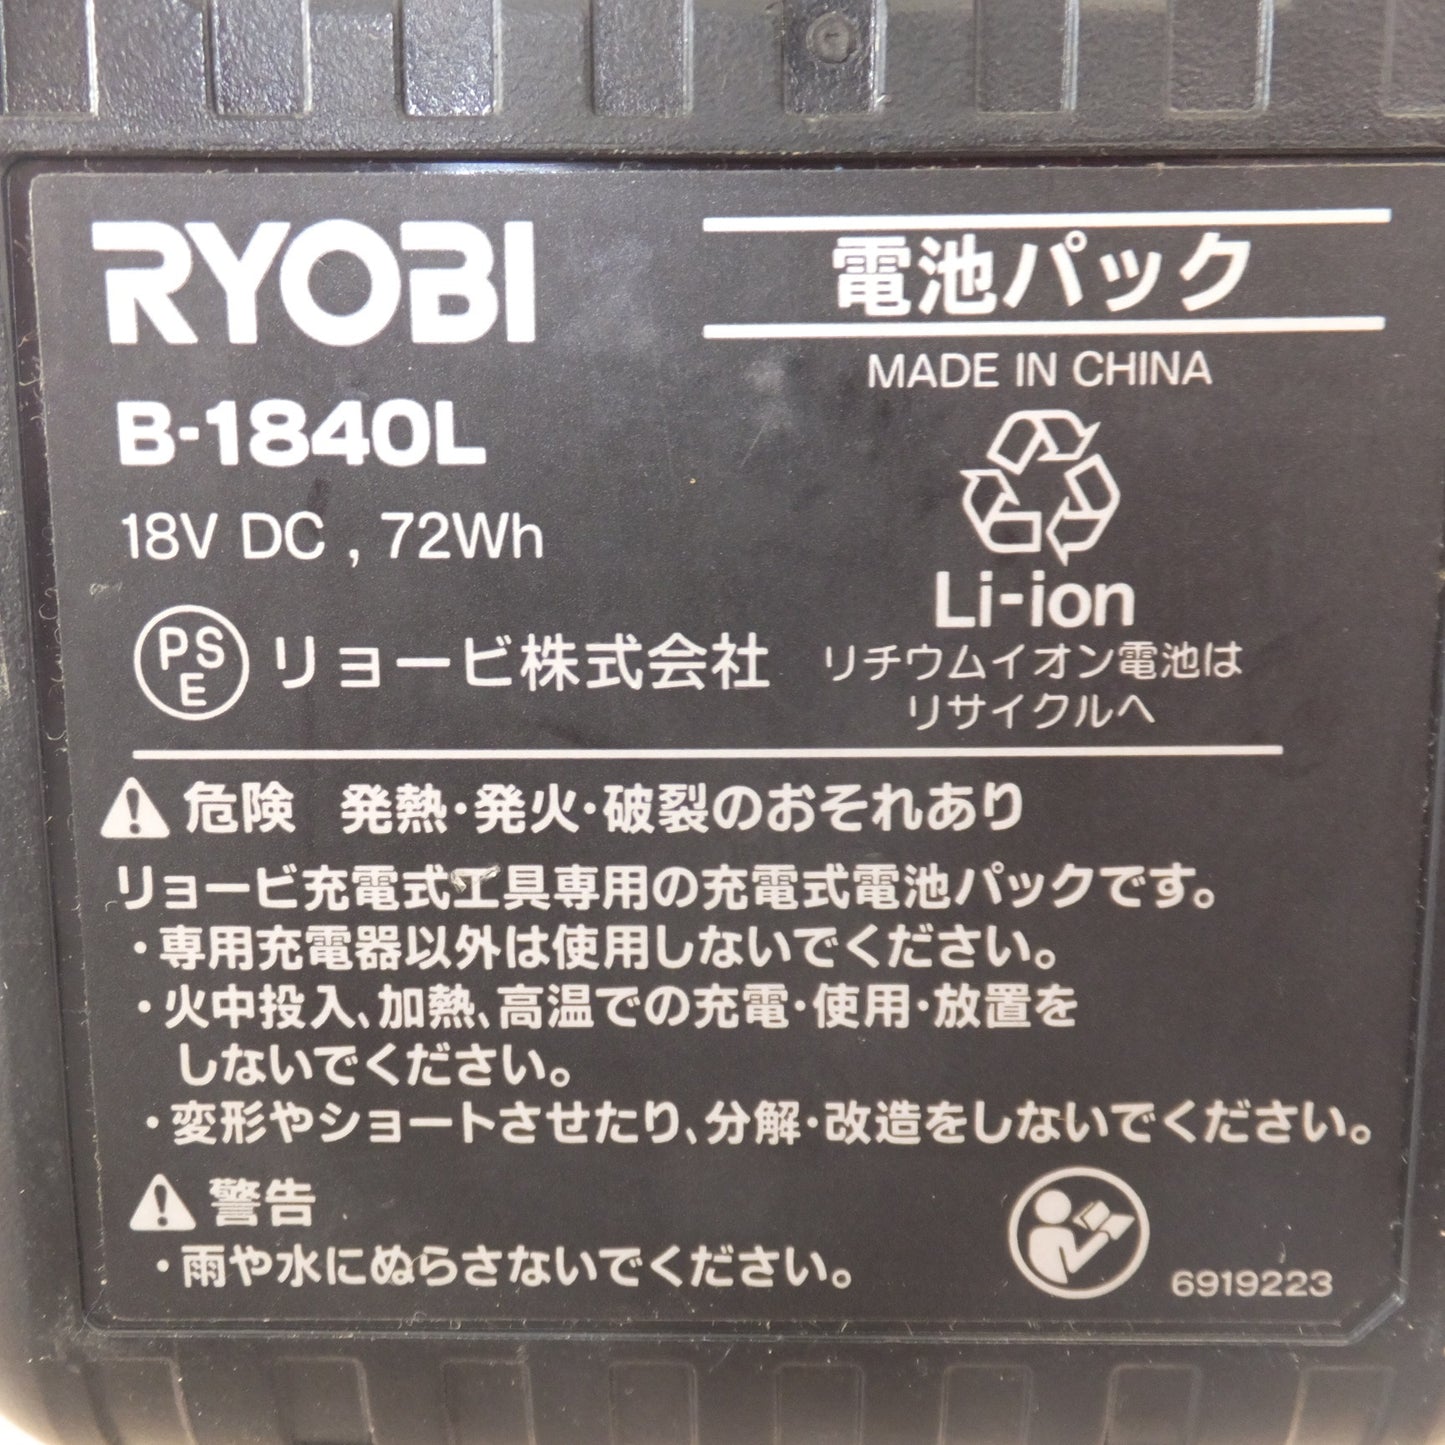 RYOBI
電池パック
MADE IN CHINA
B-1840L
18V DC , 72Wh
Li-ion
PS
E
リョービ株式会社
リチウムイオン電池は
リサイクルへ
危険 発熱・発火・破裂のおそれあり
リョービ充電式工具専用の充電式電池パックです。
・専用充電器以外は使用しないでください。
・火中投入、加熱、高温での充電・使用・放置を
しないでください。
・変形やショートさせたり、分解・改造をしないでください。
警告
・雨や水にぬらさないでください。
6919223